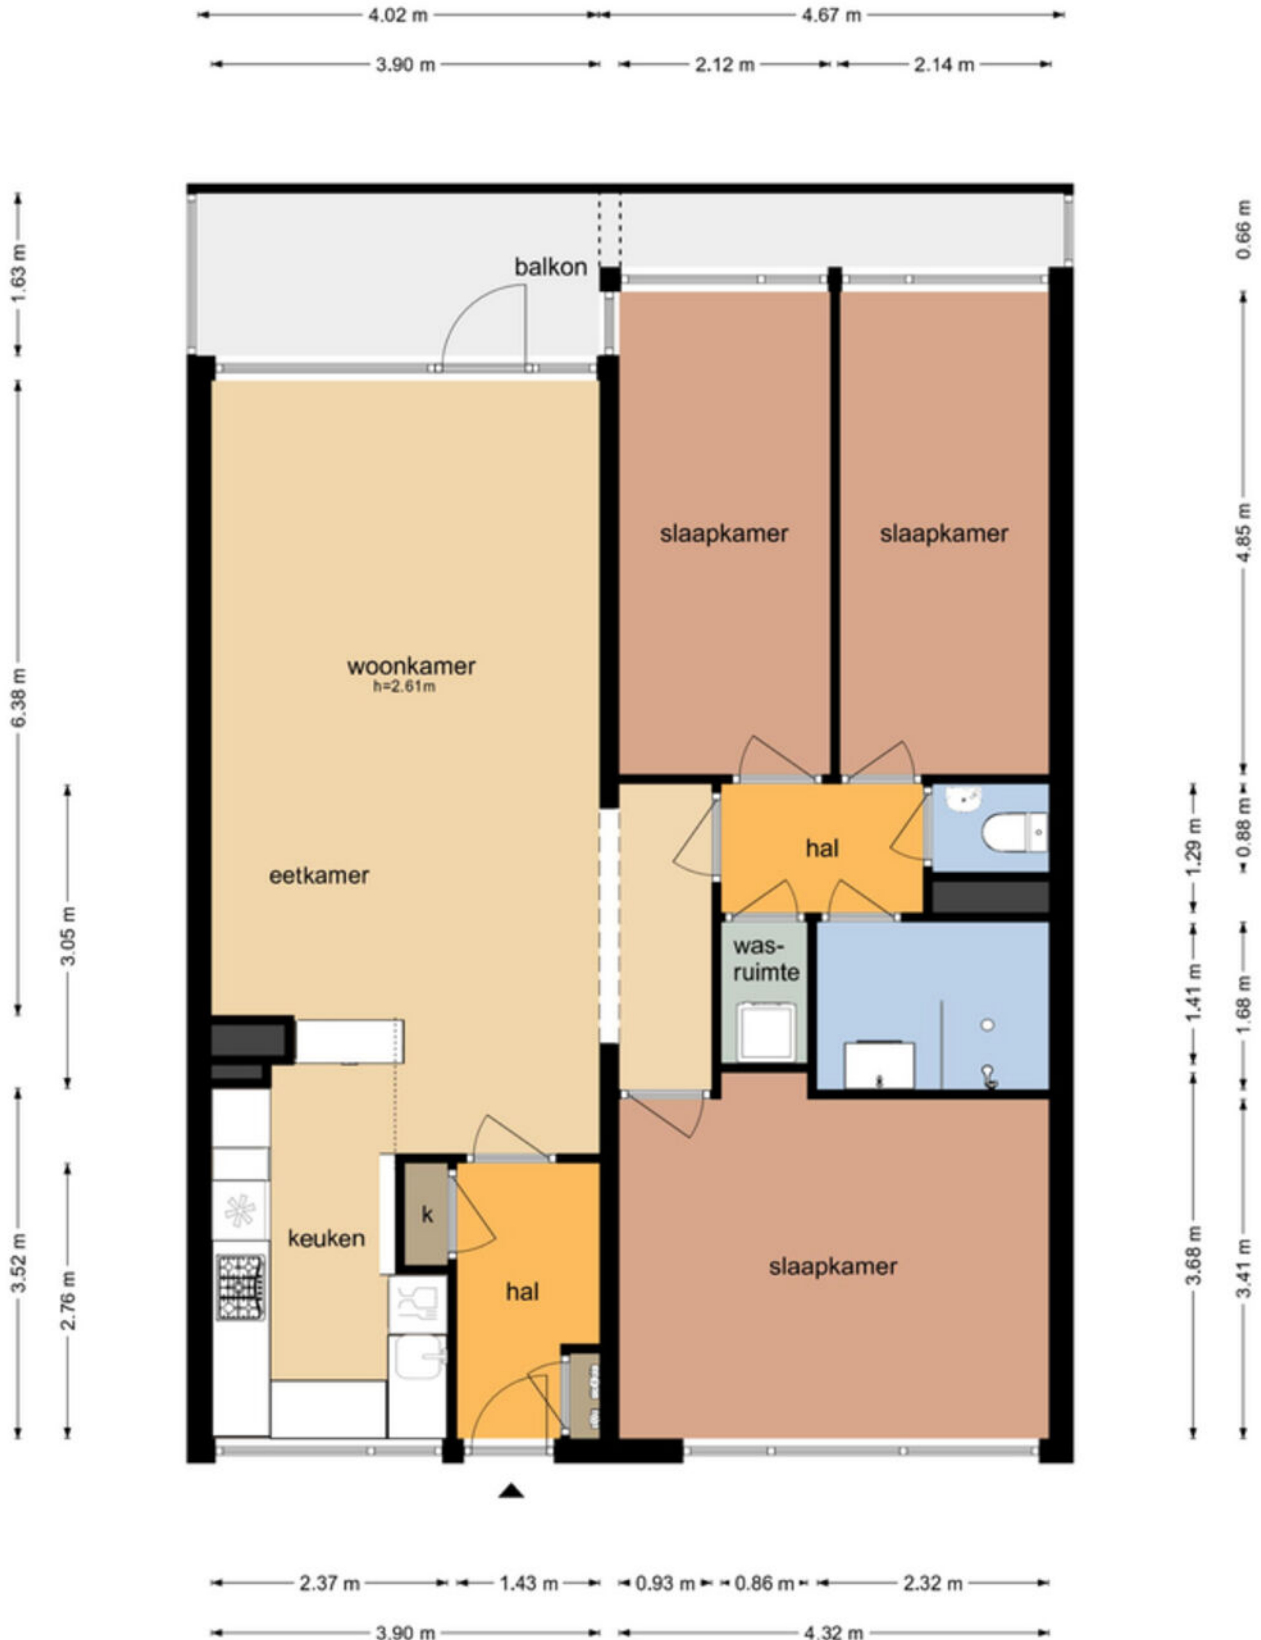 4.02 m
4.67 m
3.90 m
2.12 m
2.14 m
1.63 m
0.66 m
balkon
slaapkamer
slaapkamer
4.85 m
woonkamer
h=2.61m
6.38 m
eetkamer
hal
1.29 m
0.88 m
3.05 m
was-
ruimte
1.41 m
1.68 m
k
keuken
hal
slaapkamer
3.52 m
2.76 m
3.68 m
3.41 m
2.37 m
1.43 m
0.93 m
0.86 m
2.32 m
3.90 m
4.32 m